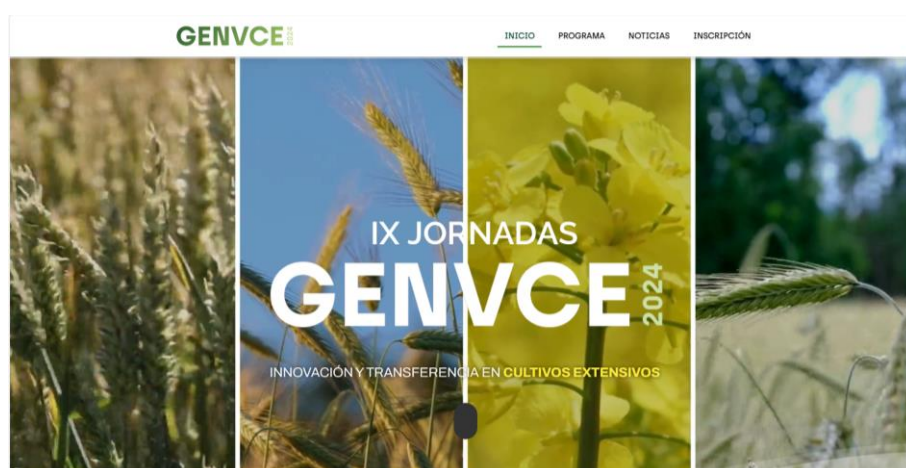 GENVCE 2024
INICIO PROGRAMA NOTICIAS INSCRIPCIÓN
IX JORNADAS
GENVCE 2024
INNOVACIÓN Y TRANSFERENCIA EN CULTIVOS EXTENSIVOS